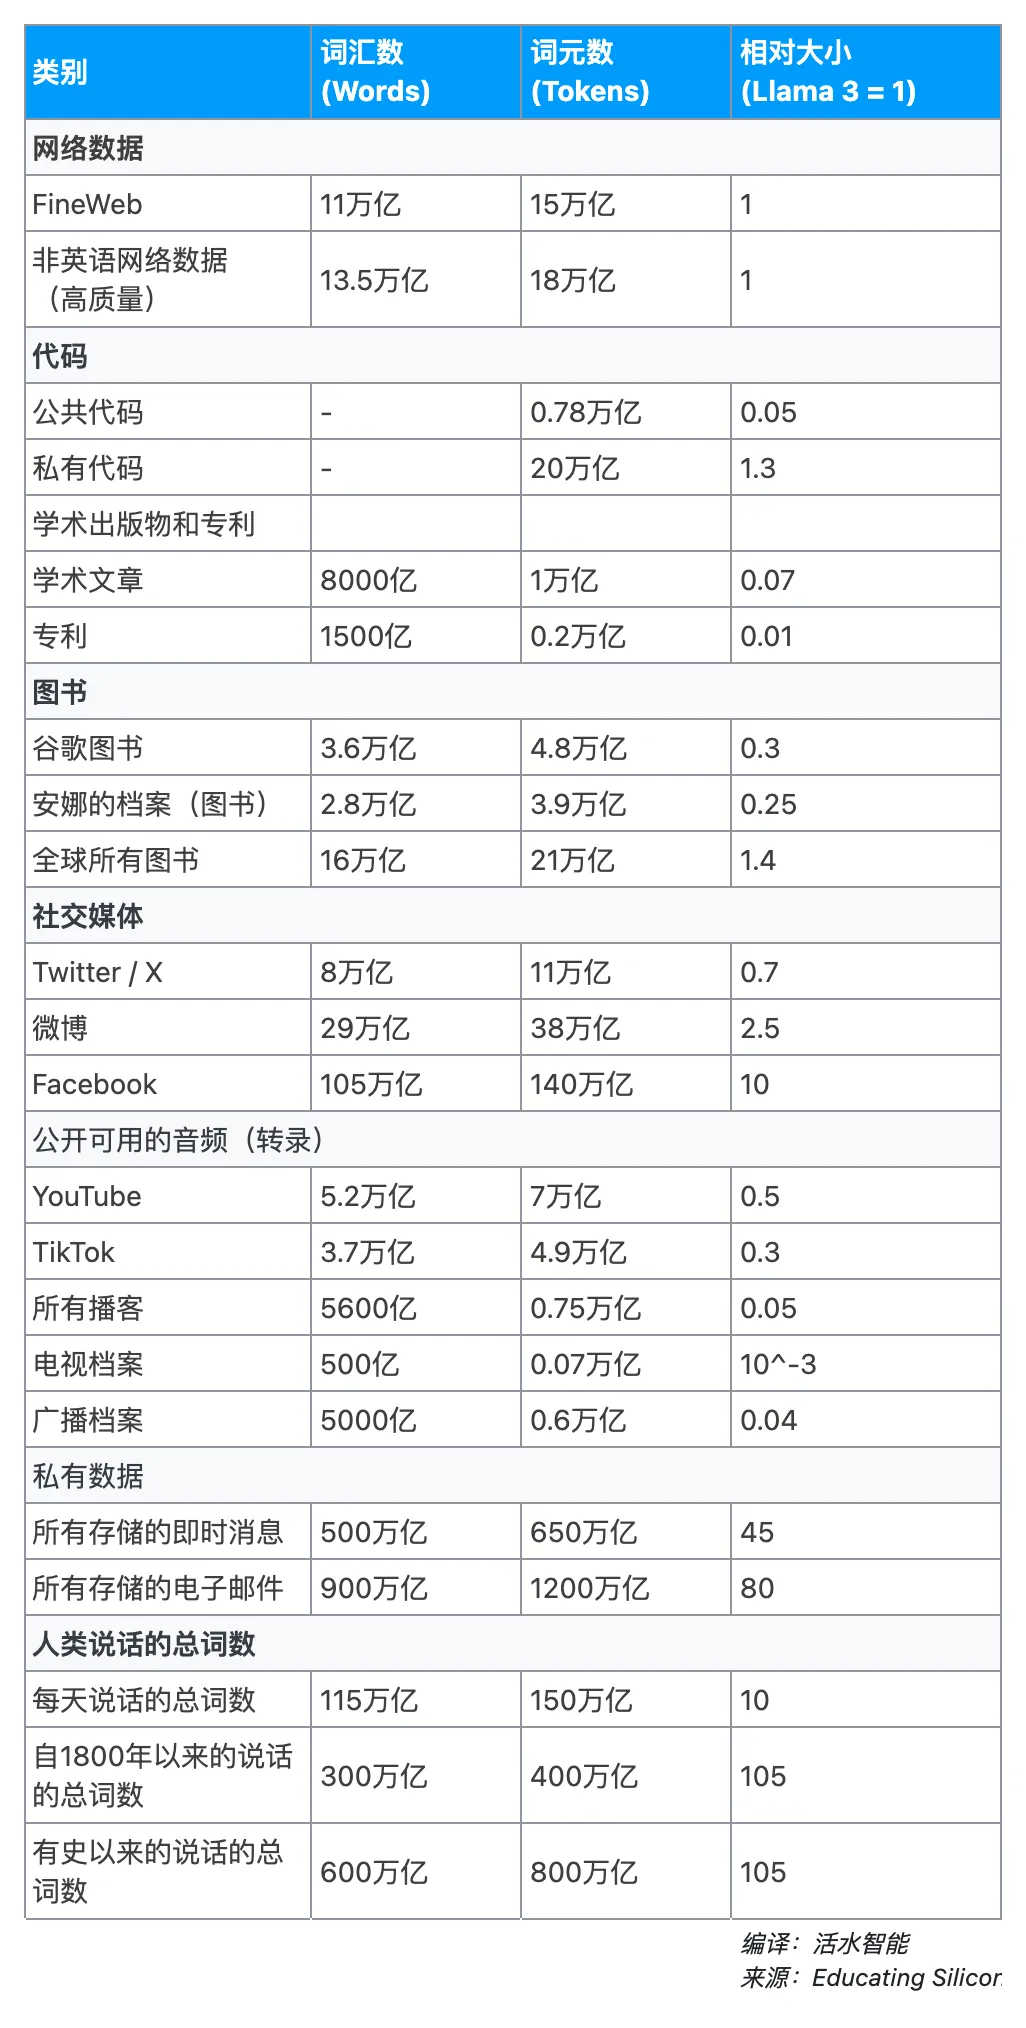 类别 词汇数 (Words) 词元数 (Tokens) 相对大小 (Llama 3 = 1)
网络数据
FineWeb 11万亿 15万亿 1
非英语网络数据（高质量） 13.5万亿 18万亿 1
代码
公共代码 - 0.78万亿 0.05
私有代码 - 20万亿 1.3
学术出版物和专利
学术文章 8000亿 1万亿 0.07
专利 1500亿 0.2万亿 0.01
图书
谷歌图书 3.6万亿 4.8万亿 0.3
安娜的档案（图书） 2.8万亿 3.9万亿 0.25
全球所有图书 16万亿 21万亿 1.4
社交媒体
Twitter / X 8万亿 11万亿 0.7
微博 29万亿 38万亿 2.5
Facebook 105万亿 140万亿 10
公开可用的音频（转录）
YouTube 5.2万亿 7万亿 0.5
TikTok 3.7万亿 4.9万亿 0.3
所有播客 5600亿 0.75万亿 0.05
电视档案 500亿 0.07万亿 10^-3
广播档案 5000亿 0.6万亿 0.04
私有数据
所有存储的即时消息 500万亿 650万亿 45
所有存储的电子邮件 900万亿 1200万亿 80
人类说话的总词数
每天说话的总词数 115万亿 150万亿 10
自1800年以来的说话的总词数 300万亿 400万亿 105
有史以来的说话的总词数 600万亿 800万亿 105
编译：活水智能
来源：Educating Silicon